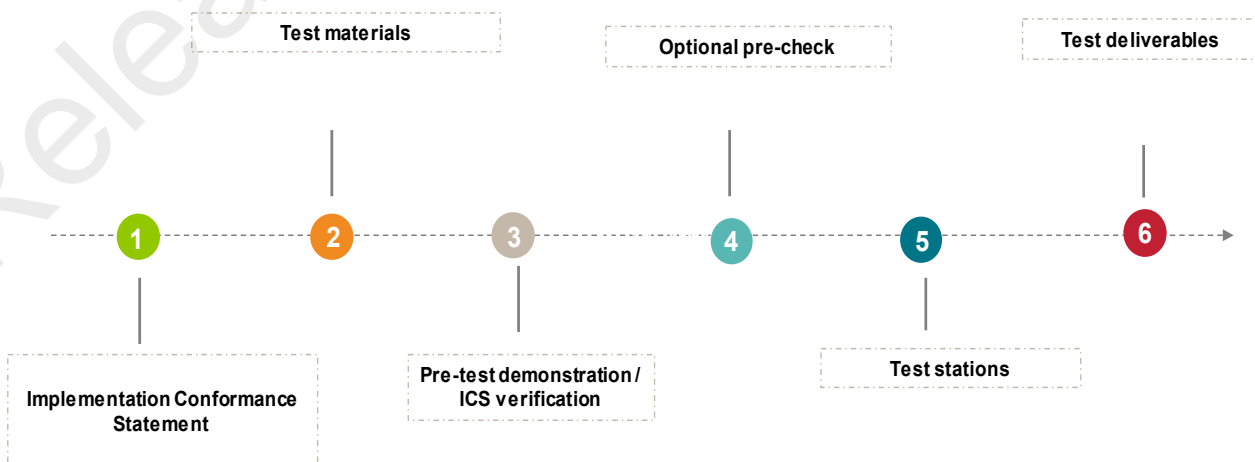 Test materials
Optional pre-check
Test deliverables
1
2
3
4
5
6
Implementation Conformance
Statement
Pre-test demonstration /
ICS verification
Test stations